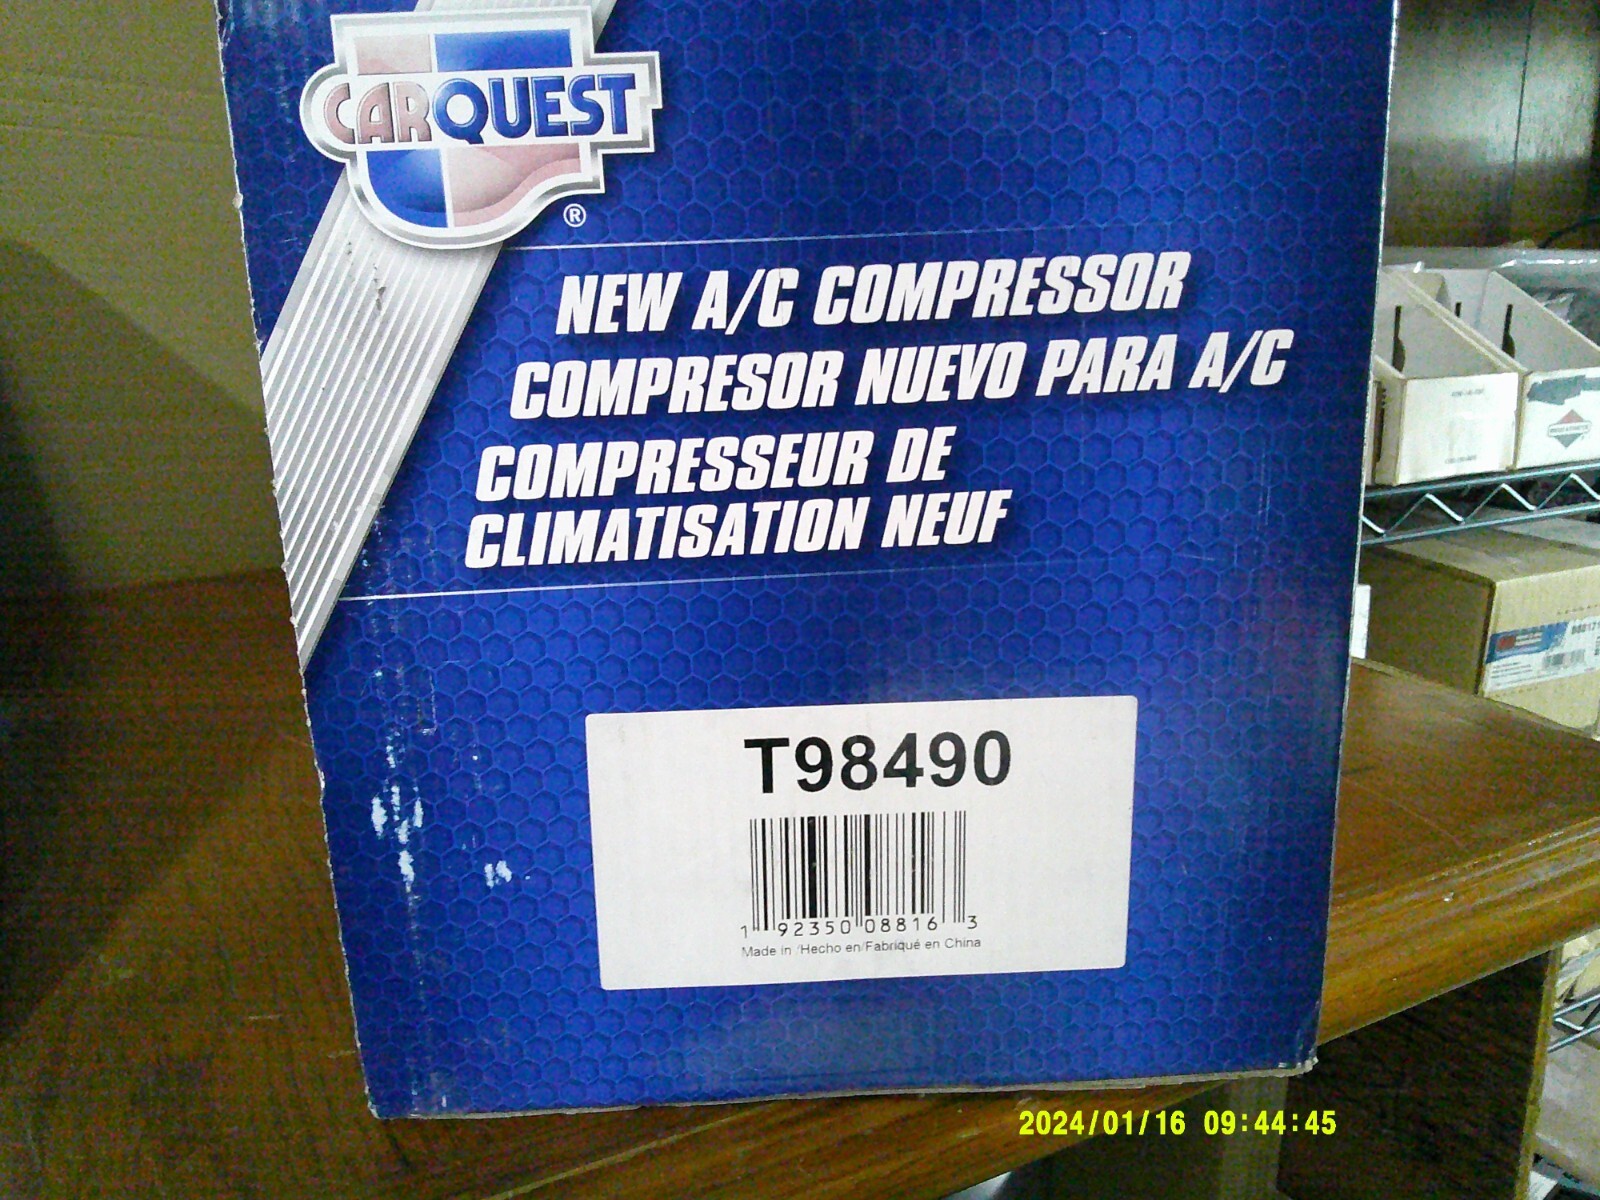 CARQUEST
®
NEW A/C COMPRESSOR
COMPRESOR NUEVO PARA A/C
COMPRESSEUR DE
CLIMATISATION NEUF
T98490
1 92350 08816 3
Made in /Hecho en/Fabriqué en China
2024/01/16 09:44:45